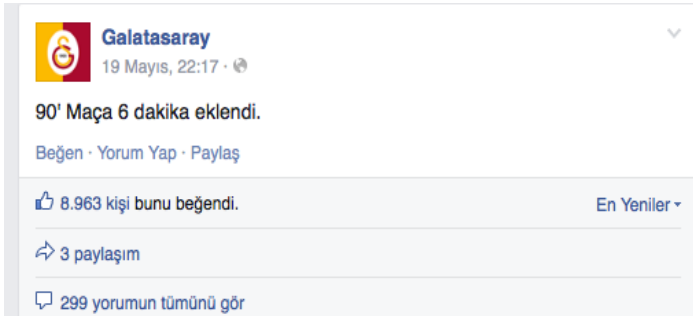 Galatasaray
19 Mayıs, 22:17 ·
90' Maça 6 dakika eklendi.
Beğen · Yorum Yap · Paylaş
8.963 kişi bunu beğendi.
En Yeniler
3 paylaşım
299 yorumun tümünü gör